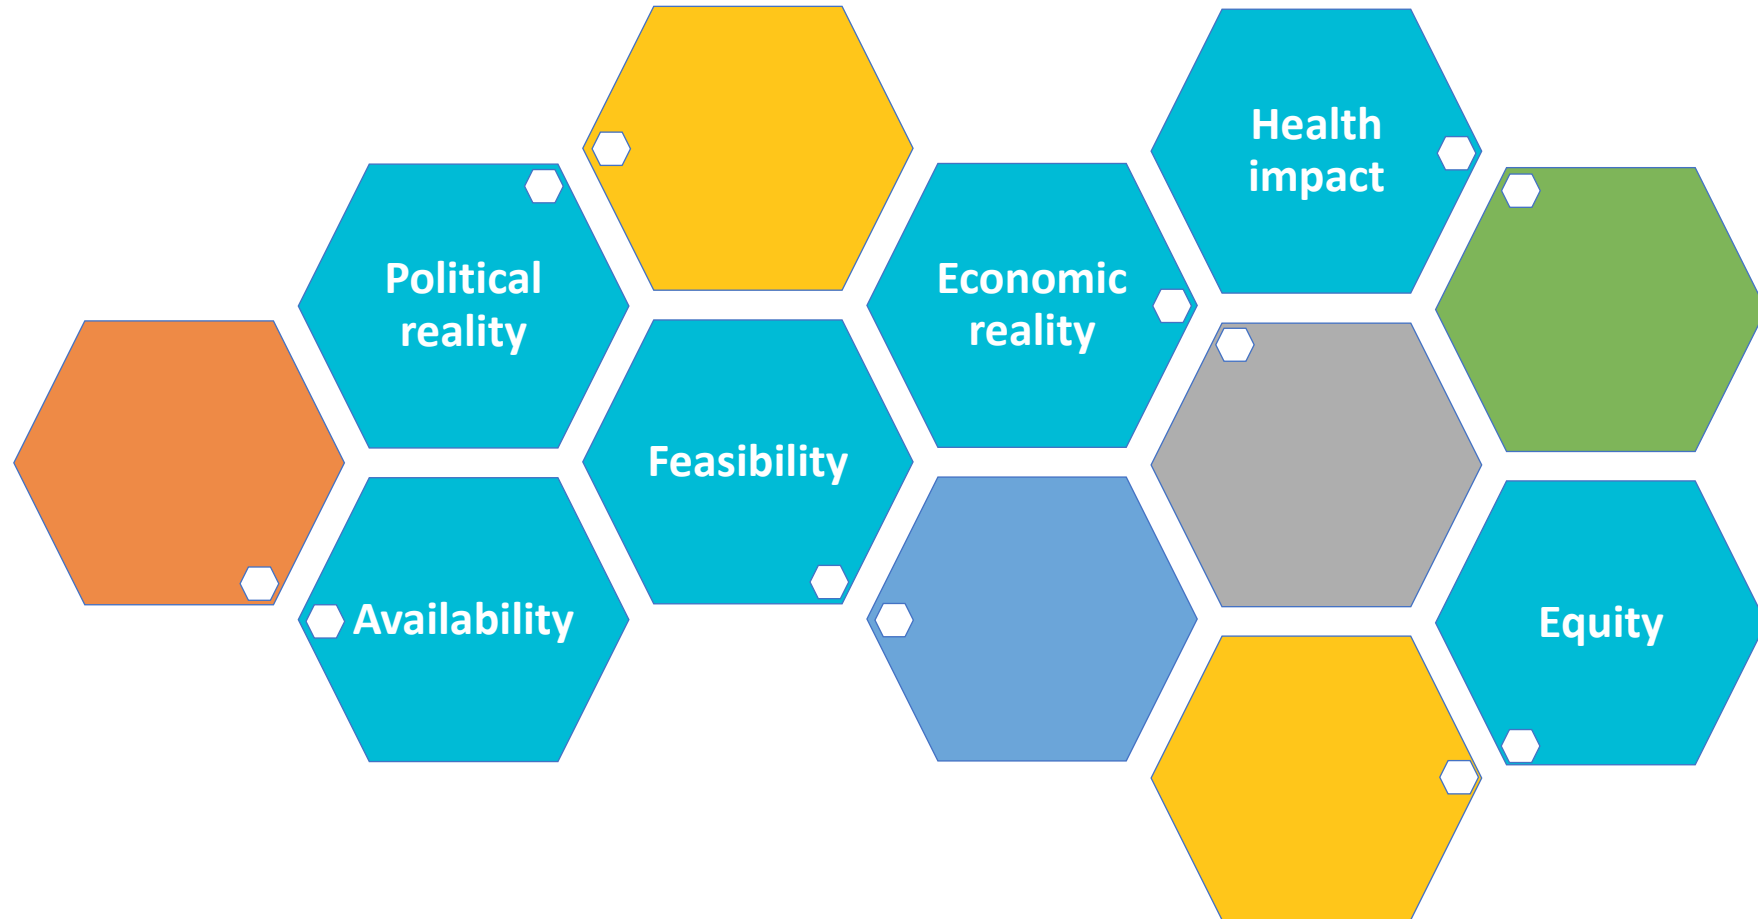 Health
impact
Political
reality
Economic
reality
Feasibility
Availability
Equity